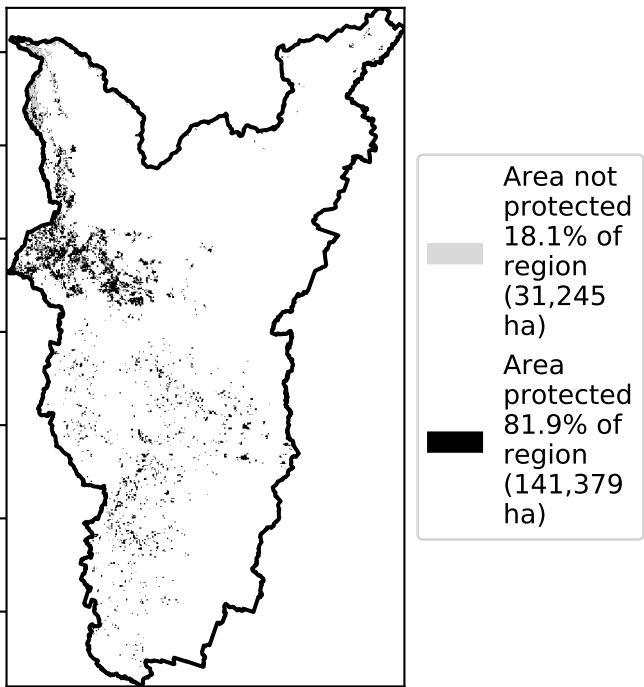 Area not
protected
18.1% of
region
(31,245
ha)
Area
protected
81.9% of
region
(141,379
ha)